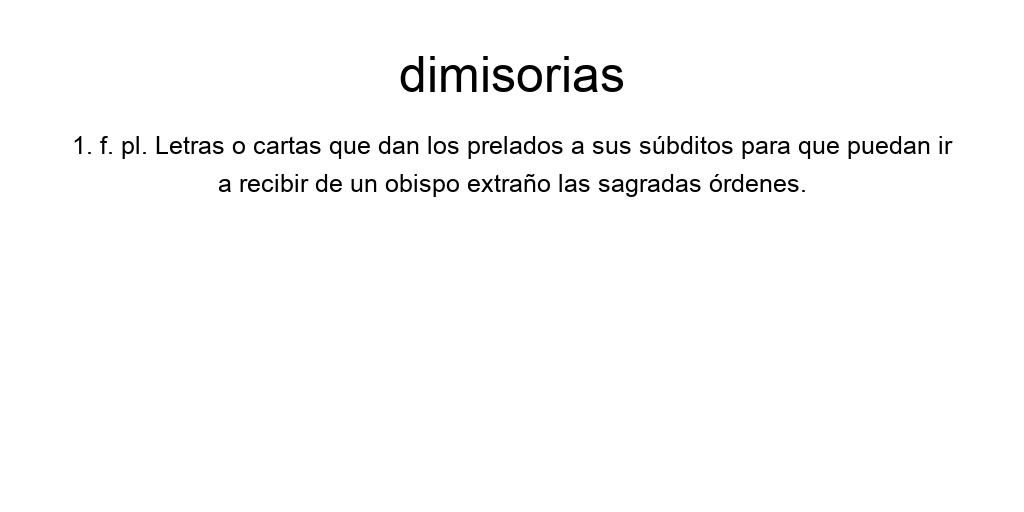 dimisorias
1. f. pl. Letras o cartas que dan los prelados a sus súbditos para que puedan ir
a recibir de un obispo extraño las sagradas órdenes.